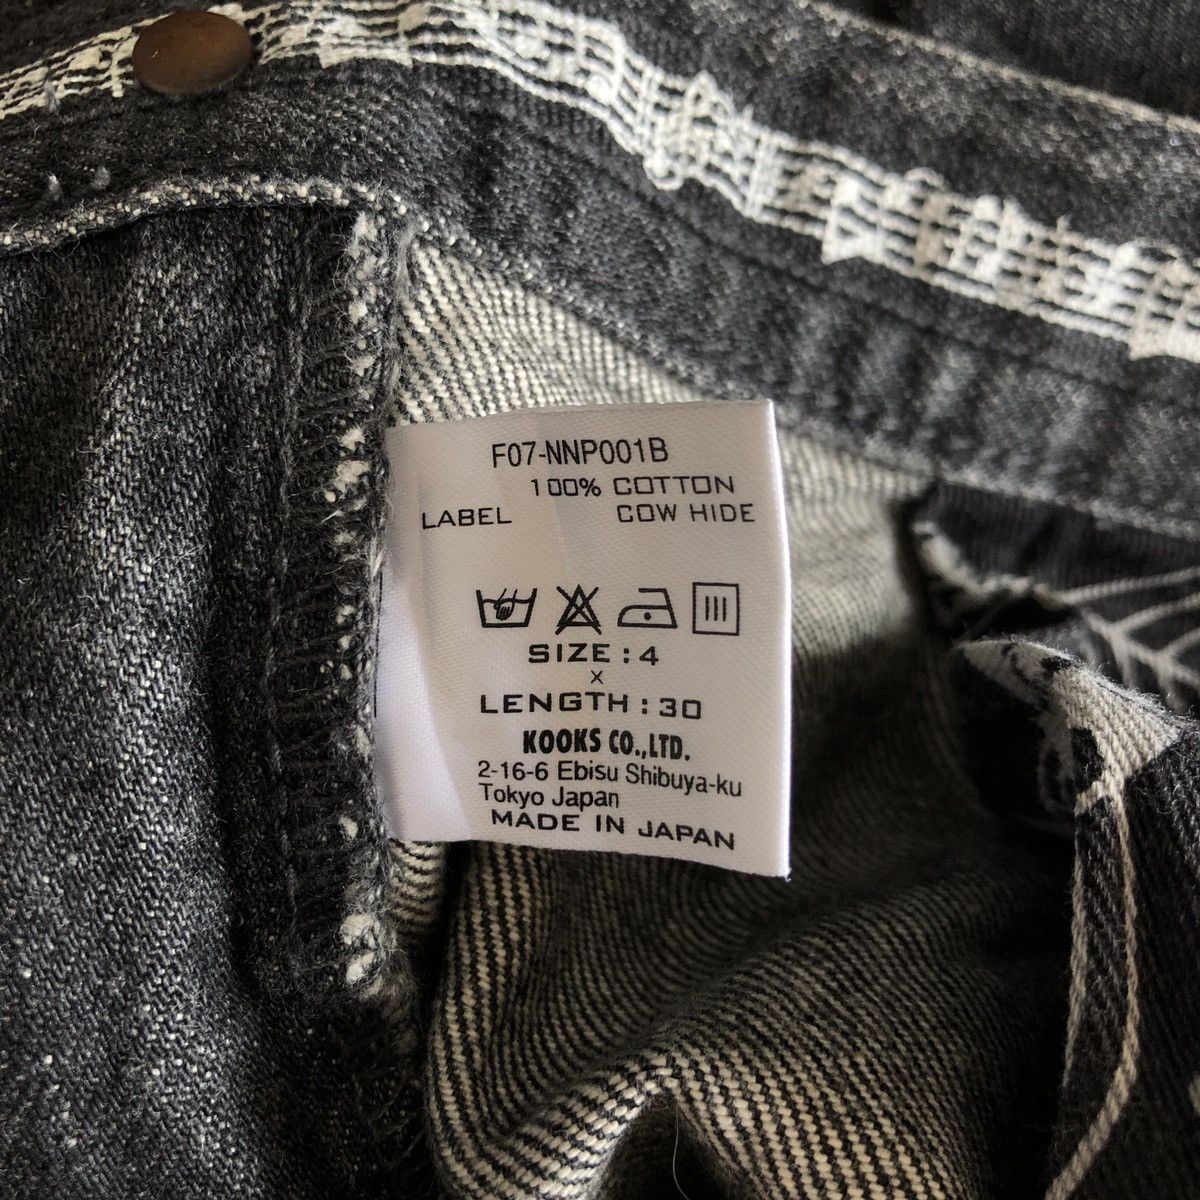 F07-NNP001B
100% COTTON
LABEL COW HIDE
SIZE : 4
x
LENGTH : 30
KOOKS CO.,LTD.
2-16-6 Ebisu Shibuya-ku
Tokyo Japan
MADE IN JAPAN